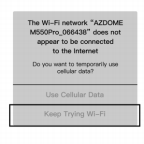 The Wi-Fi network “AZDOME
M550Pro_066438” does not
appear to be connected
to the Internet
Do you want to temporarily use
cellular data?
Use Cellular Data
Keep Trying Wi-Fi